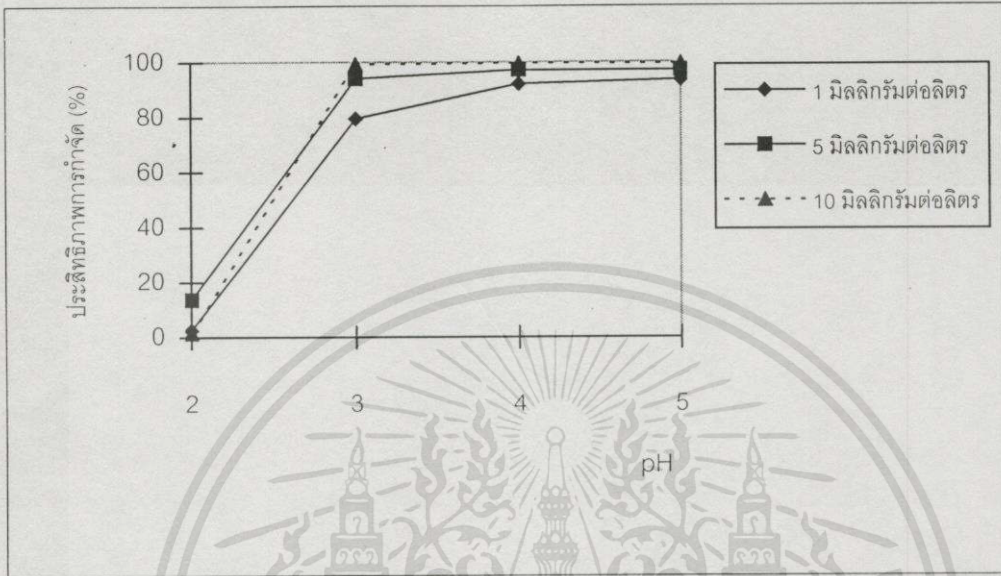 ประสิทธิภาพการกำจัด (%)
100
80
60
40
20
0
2 3 4 5
pH
1 มิลลิกรัมต่อลิตร
5 มิลลิกรัมต่อลิตร
10 มิลลิกรัมต่อลิตร